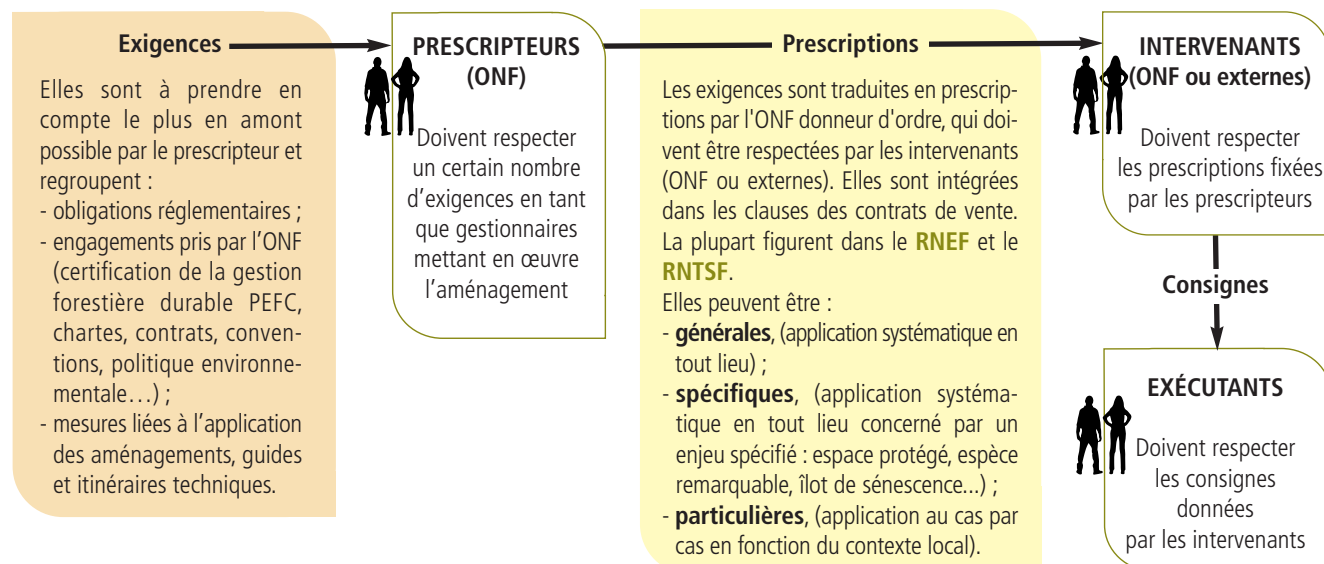 Exigences
Elles sont à prendre en
compte le plus en amont
possible par le prescripteur et
regroupent :
- obligations réglementaires ;
- engagements pris par l'ONF
(certification de la gestion
forestière durable PEFC,
chartes, contrats, conven-
tions, politique environne-
mentale…) ;
- mesures liées à l'application
des aménagements, guides
et itinéraires techniques.
PRESCRIPTEURS
(ONF)
Doivent respecter
un certain nombre
d'exigences en tant
que gestionnaires
mettant en œuvre
l'aménagement
Prescriptions
Les exigences sont traduites en prescrip-
tions par l'ONF donneur d'ordre, qui doi-
vent être respectées par les intervenants
(ONF ou externes). Elles sont intégrées
dans les clauses des contrats de vente.
La plupart figurent dans le RNEF et le
RNTSF.
Elles peuvent être :
- générales, (application systématique en
tout lieu) ;
- spécifiques, (application systéma-
tique en tout lieu concerné par un
enjeu spécifié : espace protégé, espèce
remarquable, îlot de sénescence...) ;
- particulières, (application au cas par
cas en fonction du contexte local).
INTERVENANTS
(ONF ou externes)
Doivent respecter
les prescriptions fixées
par les prescripteurs
Consignes
EXÉCUTANTS
Doivent respecter
les consignes
données
par les intervenants